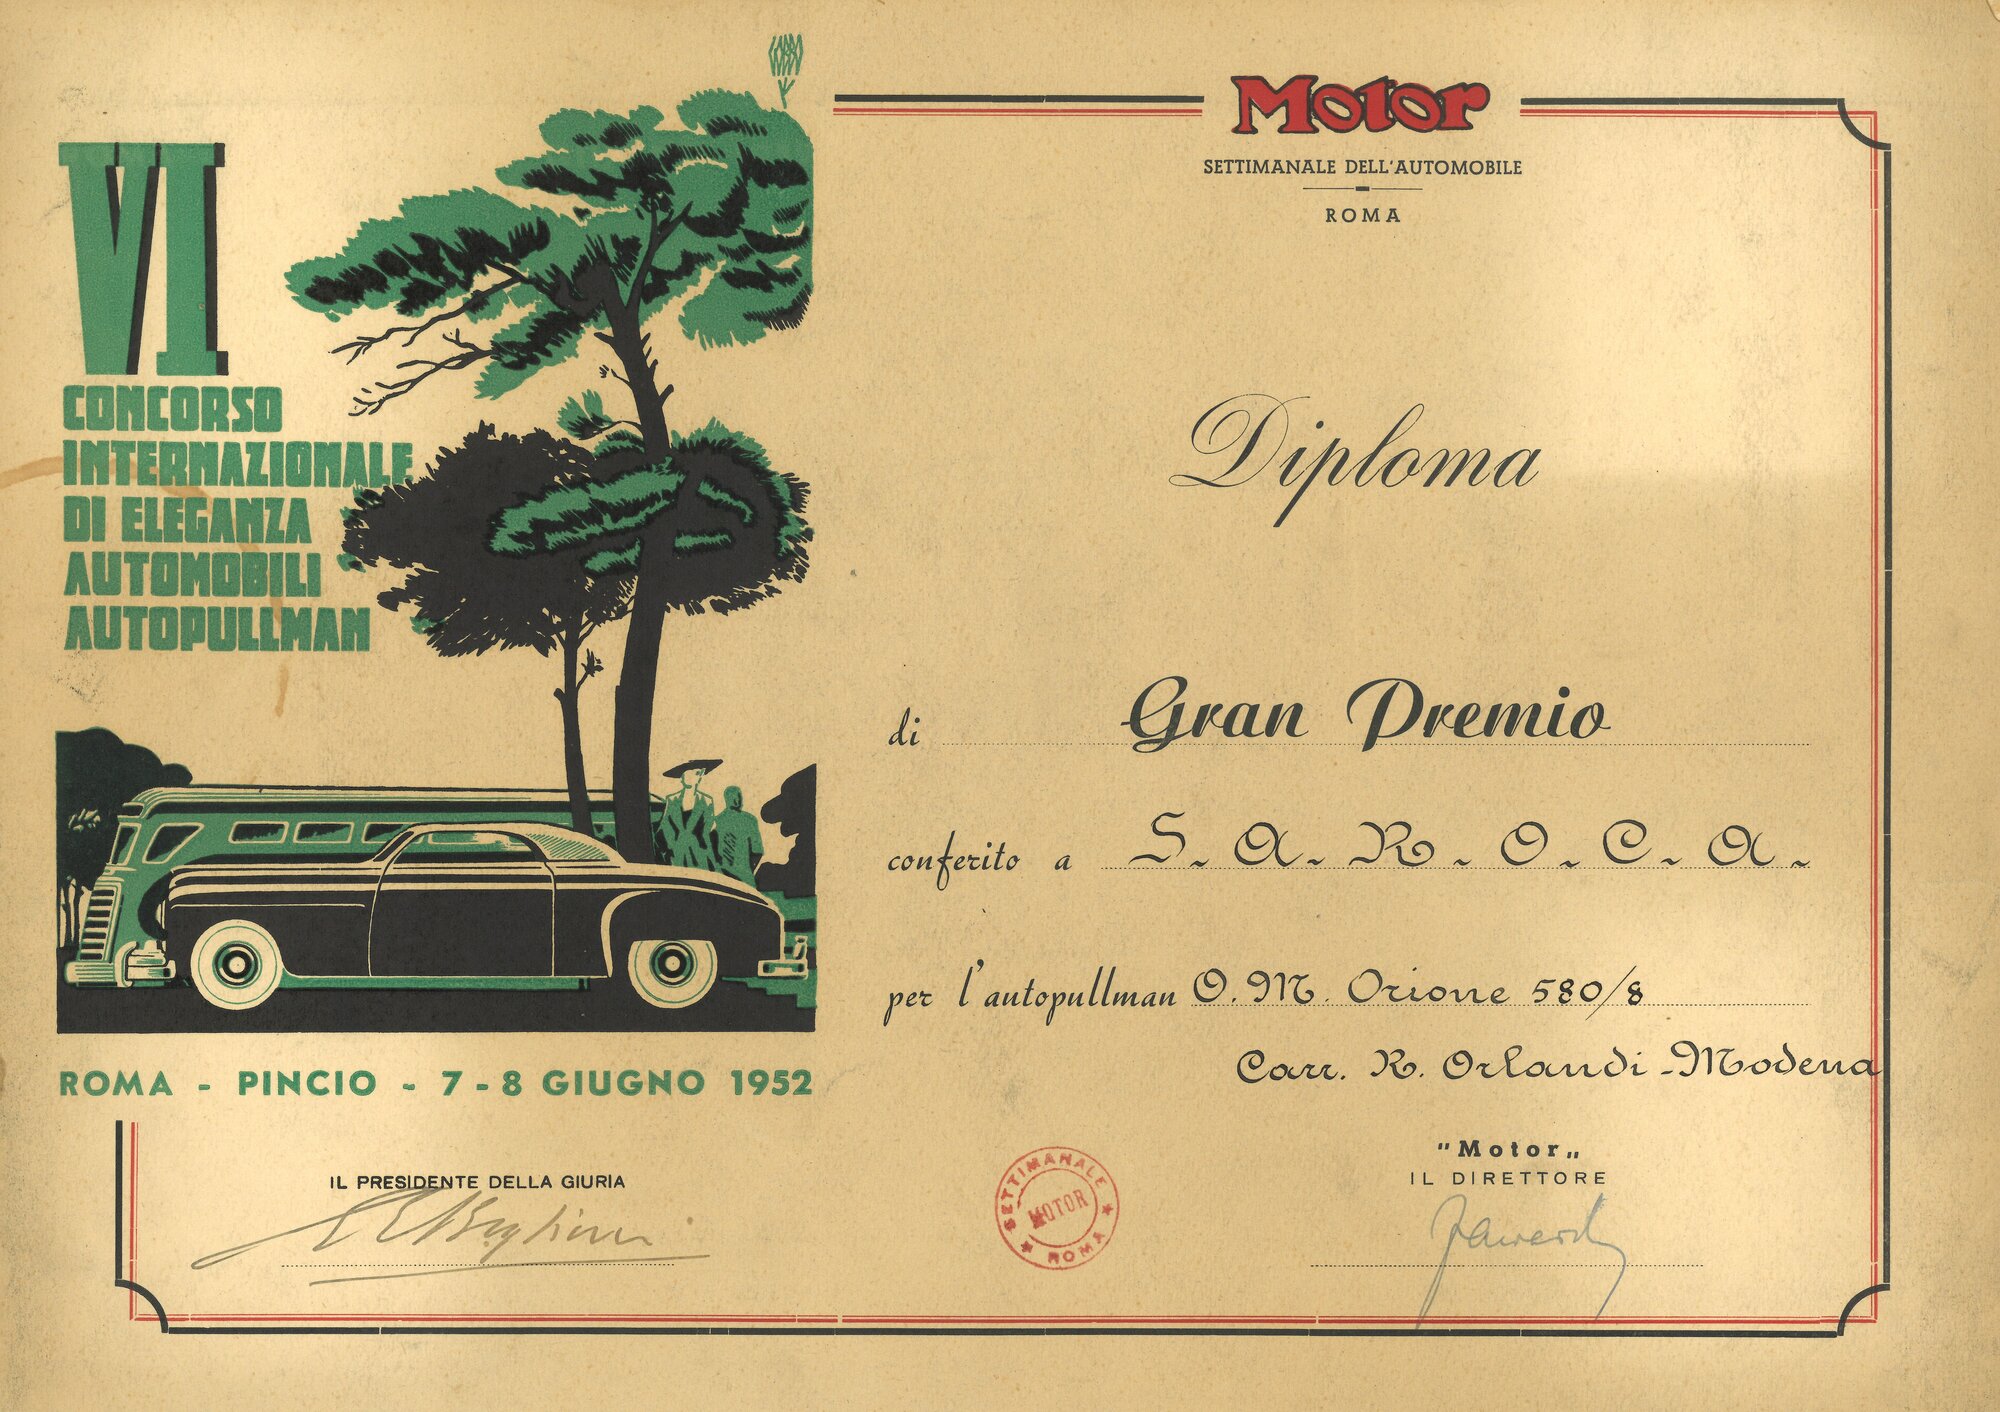 VI
CONCORSO
INTERNAZIONALE
DI ELEGANZA
AUTOMOBILI
AUTOPULLMAN
ROMA - PINCIO - 7-8 GIUGNO 1952
Motor
SETTIMANALE DELL'AUTOMOBILE
ROMA
Diploma
di Gran Premio
conferito a S. A. R. O. C. A.
per l'autopullman O. M. Orione 580/8
Carr. R. Orlandi - Modena
IL PRESIDENTE DELLA GIURIA
SETTIMANALE
MOTOR
ROMA
"Motor„
IL DIRETTORE